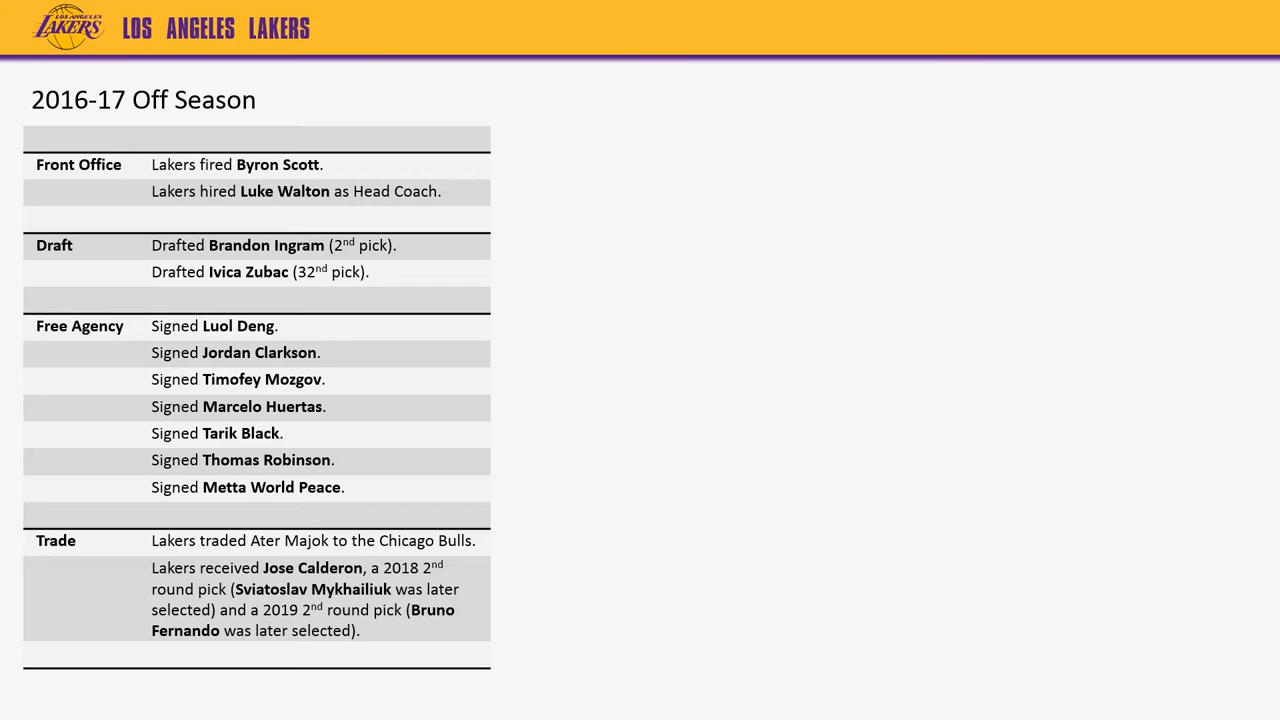 LOS ANGELES
LAKERS
LOS ANGELES LAKERS
2016-17 Off Season
Front Office Lakers fired Byron Scott.
Lakers hired Luke Walton as Head Coach.
Draft Drafted Brandon Ingram (2nd pick).
Drafted Ivica Zubac (32nd pick).
Free Agency Signed Luol Deng.
Signed Jordan Clarkson.
Signed Timofey Mozgov.
Signed Marcelo Huertas.
Signed Tarik Black.
Signed Thomas Robinson.
Signed Metta World Peace.
Trade Lakers traded Ater Majok to the Chicago Bulls.
Lakers received Jose Calderon, a 2018 2nd
round pick (Sviatoslav Mykhailiuk was later
selected) and a 2019 2nd round pick (Bruno
Fernando was later selected).